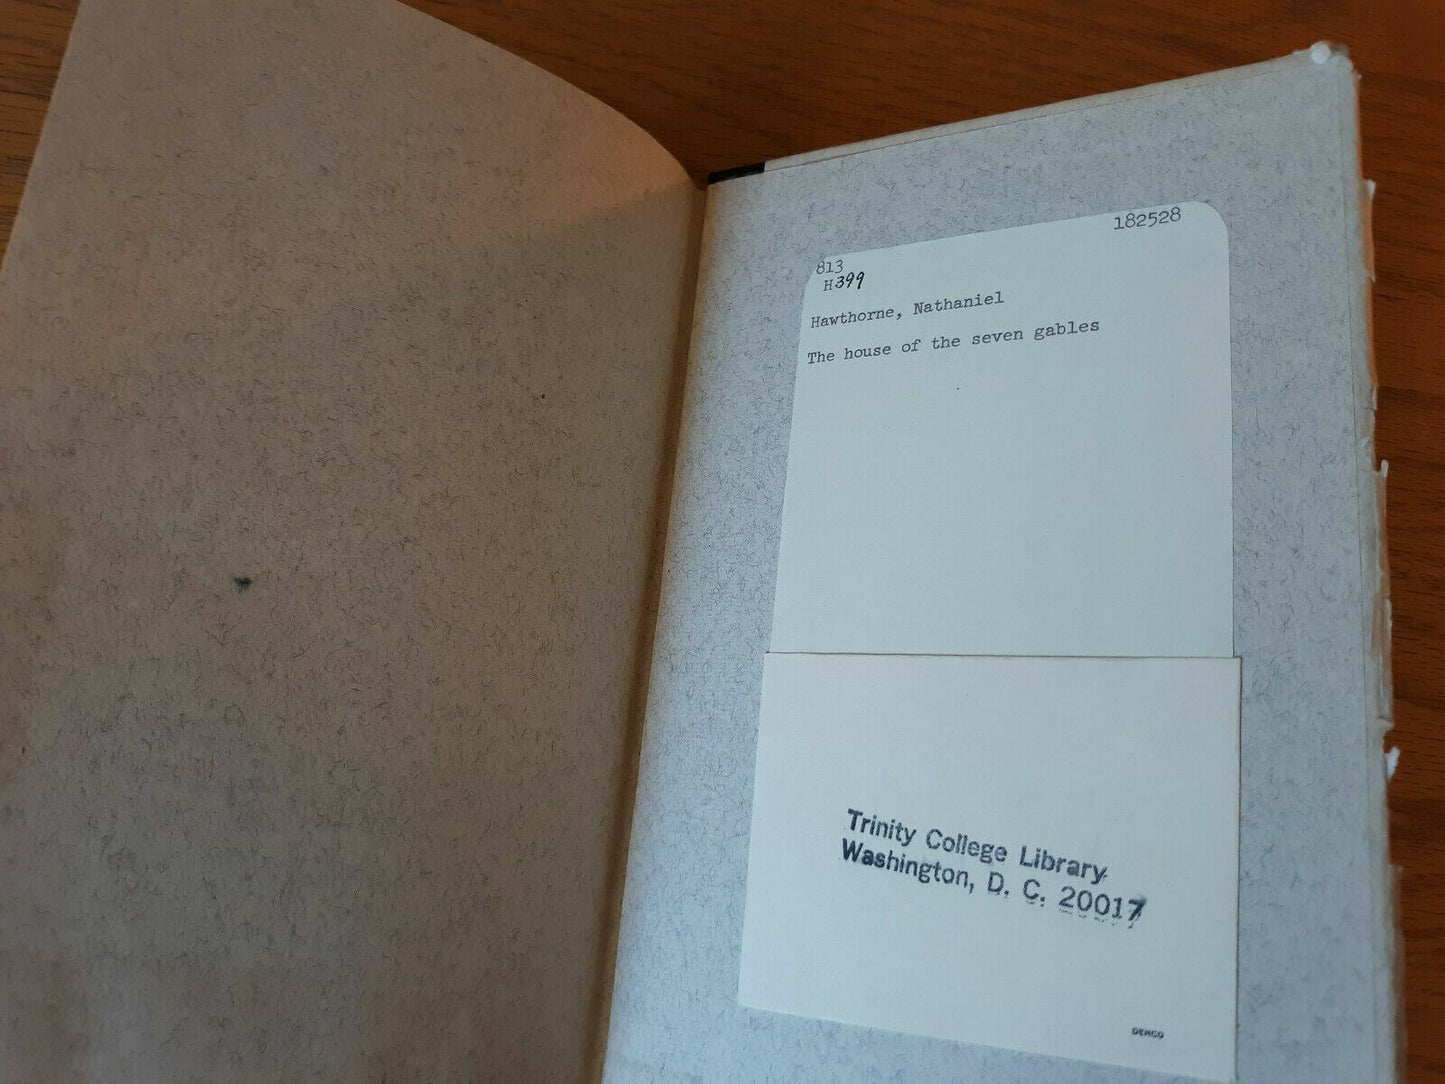 182528
813
H399
Hawthorne, Nathaniel
The house of the seven gables
Trinity College Library
Washington, D. C. 20017
DEMCO